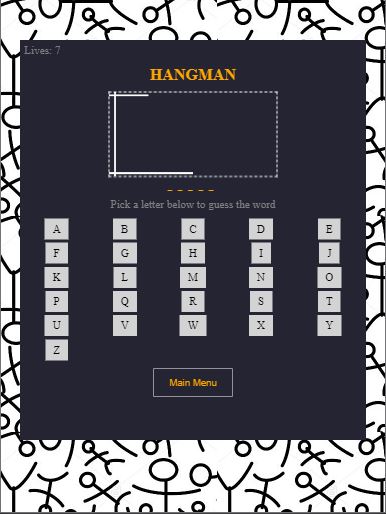 Lives: 7
HANGMAN
_ _ _ _ _
Pick a letter below to guess the word
A B C D E
F G H I J
K L M N O
P Q R S T
U V W X Y
Z
Main Menu